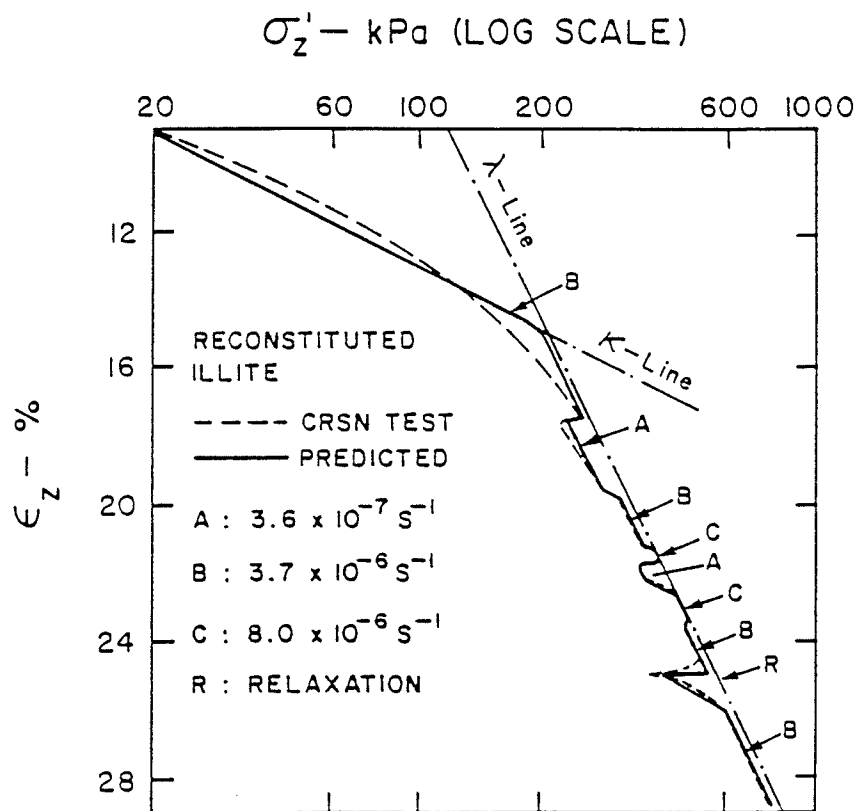 σ′z – kPa (LOG SCALE)
20 60 100 200 600 1000
λ-Line
12
B
RECONSTITUTED
ILLITE
16
K-Line
--- CRSN TEST
A
— PREDICTED
ϵz – %
20
B
A : 3.6 x 10⁻⁷ S⁻¹
C
A
B : 3.7 x 10⁻⁶ S⁻¹
C
C : 8.0 x 10⁻⁶ S⁻¹
B
24
R
R : RELAXATION
B
28